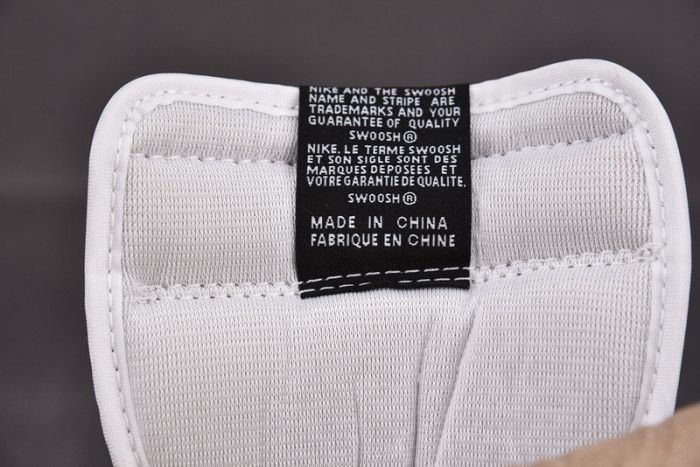 NIKE AND THE SWOOSH
NAME AND STRIPE ARE
TRADEMARKS AND YOUR
GUARANTEE OF QUALITY
SWOOSH®
NIKE. LE TERME SWOOSH
ET SON SIGLE SONT DES
MARQUES DEPOSEES ET
VOTRE GARANTIE DE QUALITE.
SWOOSH®
MADE IN CHINA
FABRIQUE EN CHINE